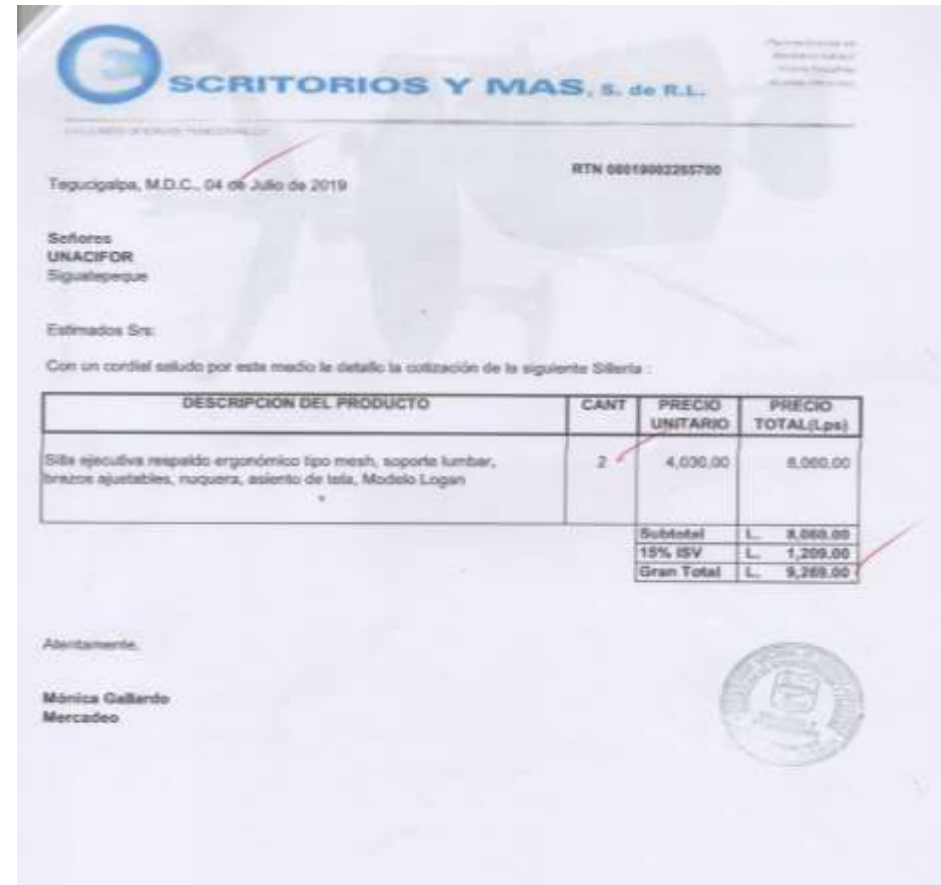 ESCRITORIOS Y MAS, S. de R.L.
RTN 08019002265700
Tegucigalpa, M.D.C., 04 de Julio de 2019
Señores
UNACIFOR
Siguatepeque
Estimados Srs:
Con un cordial saludo por este medio le detallo la cotización de la siguiente Silleria :
DESCRIPCION DEL PRODUCTO CANT PRECIO UNITARIO PRECIO TOTAL(Lps)
Silla ejecutiva respaldo ergonómico tipo mesh, soporte lumbar, 2 4,030.00 8,060.00
brazos ajustables, nuquera, asiento de tela, Modelo Logan
Subtotal L. 8,060.00
15% ISV L. 1,209.00
Gran Total L. 9,269.00
Atentamente,
Mónica Gallardo
Mercadeo